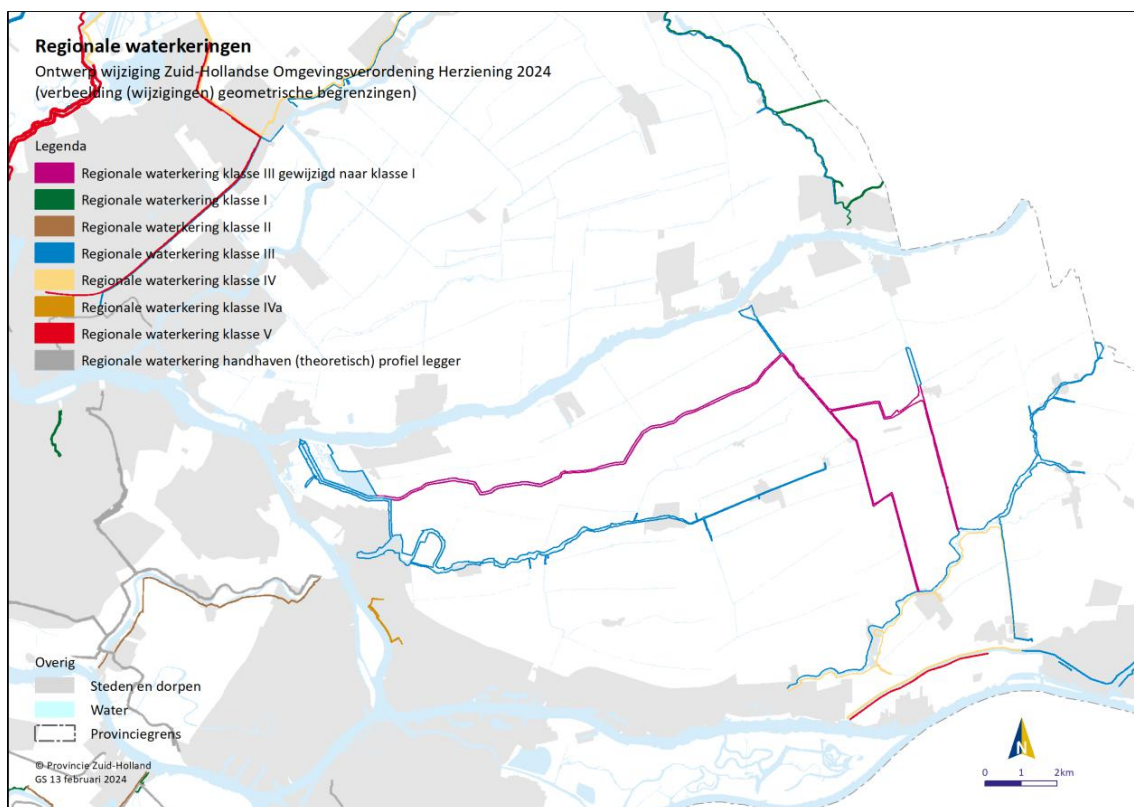 Regionale waterkeringen
Ontwerp wijziging Zuid-Hollandse Omgevingsverordening Herziening 2024
(verbeelding (wijzigingen) geometrische begrenzingen)
Legenda
Regionale waterkering klasse III gewijzigd naar klasse I
Regionale waterkering klasse I
Regionale waterkering klasse II
Regionale waterkering klasse III
Regionale waterkering klasse IV
Regionale waterkering klasse IVa
Regionale waterkering klasse V
Regionale waterkering handhaven (theoretisch) profiel legger
Overig
Steden en dorpen
Water
Provinciegrens
© Provincie Zuid-Holland
GS 13 februari 2024
N
0 1 2km